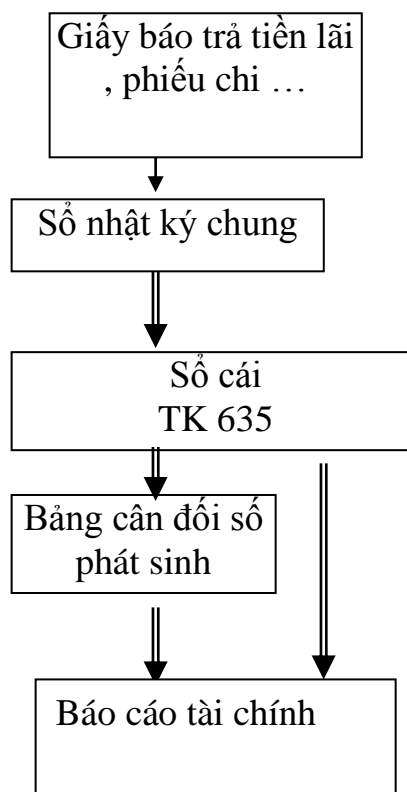 Giấy báo trả tiền lãi
, phiếu chi …
Sổ nhật ký chung
Sổ cái
TK 635
Bảng cân đối số
phát sinh
Báo cáo tài chính